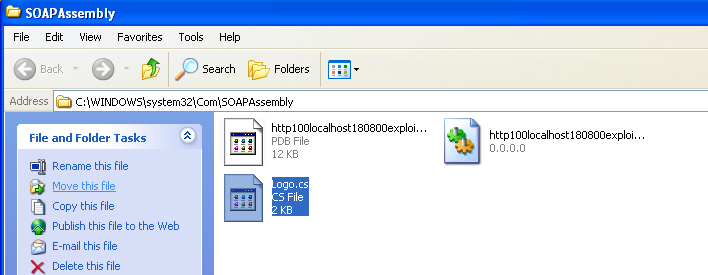 SOAPAssembly
File Edit View Favorites Tools Help
Back Search Folders
Address C:\WINDOWS\system32\Com\SOAPAssembly
File and Folder Tasks
Rename this file
Move this file
Copy this file
Publish this file to the Web
E-mail this file
Delete this file
http100localhost180800exploi...
PDB File
12 KB
http100localhost180800exploi...
0.0.0.0
Logo.cs
CS File
2 KB